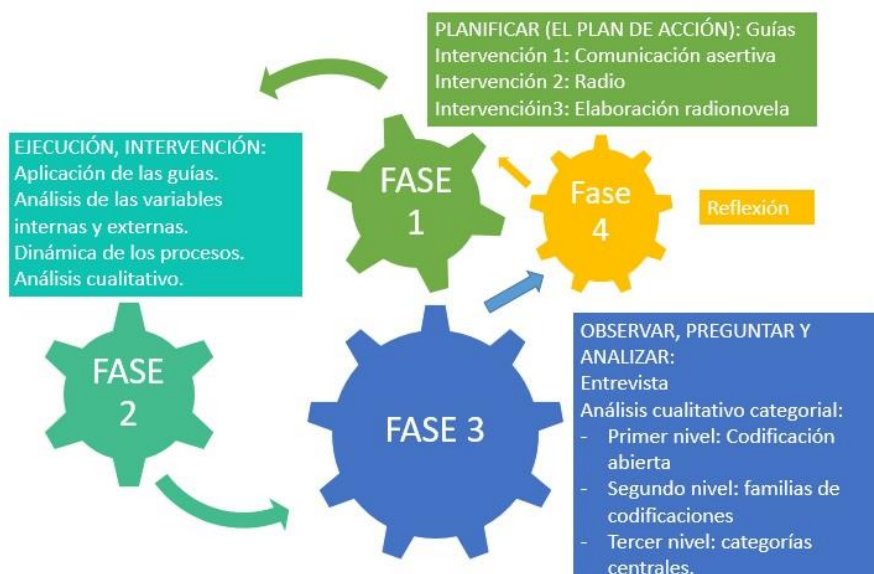 PLANIFICAR (EL PLAN DE ACCIÓN): Guías
Intervención 1: Comunicación asertiva
Intervención 2: Radio
Intervencióin3: Elaboración radionovela
FASE
1
EJECUCIÓN, INTERVENCIÓN:
Aplicación de las guías.
Análisis de las variables
internas y externas.
Dinámica de los procesos.
Análisis cualitativo.
FASE
2
FASE 3
OBSERVAR, PREGUNTAR Y
ANALIZAR:
Entrevista
Análisis cualitativo categorial:
- Primer nivel: Codificación
abierta
- Segundo nivel: familias de
codificaciones
- Tercer nivel: categorías
centrales.
Fase
4
Reflexión